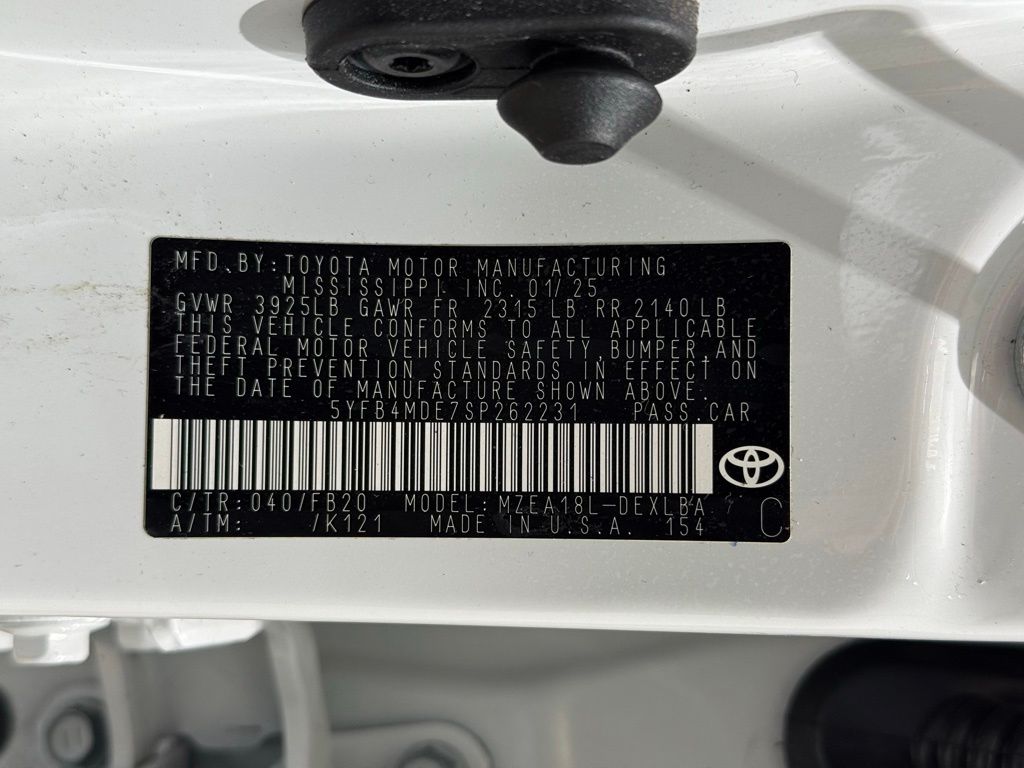 MFD.BY:TOYOTA MOTOR MANUFACTURING
MISSISSIPPI INC. 01/25
GVWR 3925LB GAWR FR 2315 LB RR 2140 LB
THIS VEHICLE CONFORMS TO ALL APPLICABLE
FEDERAL MOTOR VEHICLE SAFETY,BUMPER,AND
THEFT PREVENTION STANDARDS IN EFFECT ON
THE DATE OF MANUFACTURE SHOWN ABOVE.
5YFB4MDE7SP262231 PASS.CAR
C/TR:040/FB20 MODEL:MZEA18L-DEXLBA
A/TM: /K121 MADE IN U.S.A. 154 C